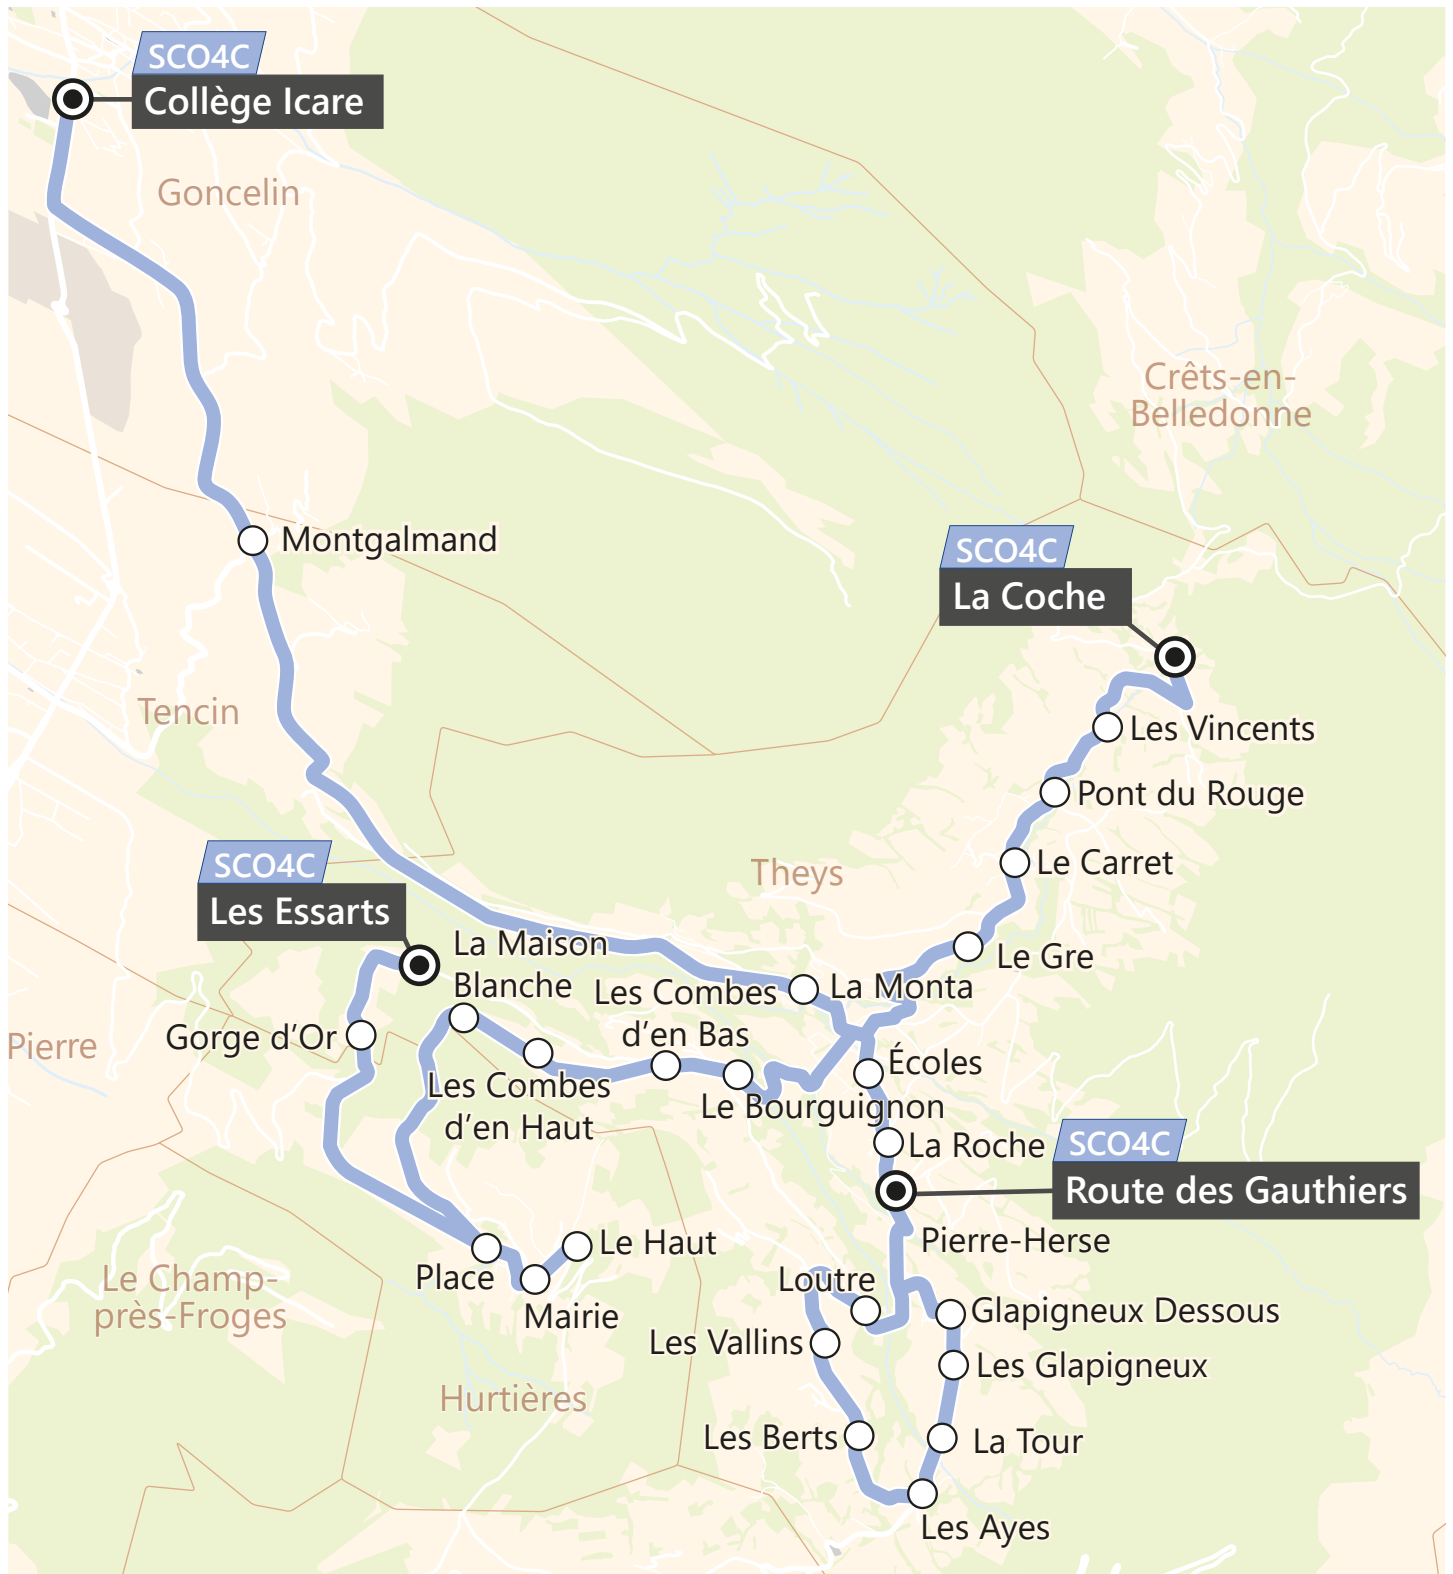 SCO4C
Collège Icare
Goncelin
Crêts-en-
Belledonne
Montgalmand
SCO4C
La Coche
Tencin
Les Vincents
Pont du Rouge
Le Carret
Theys
SCO4C
Les Essarts
La Maison
Blanche
Le Gre
Les Combes
d'en Bas
La Monta
Gorge d'Or
Pierre
Écoles
Les Combes
d'en Haut
Le Bourguignon
La Roche
SCO4C
Route des Gauthiers
Pierre-Herse
Le Haut
Place
Mairie
Le Champ-
près-Froges
Loutre
Glapigneux Dessous
Les Vallins
Les Glapigneux
Hurtières
Les Berts
La Tour
Les Ayes